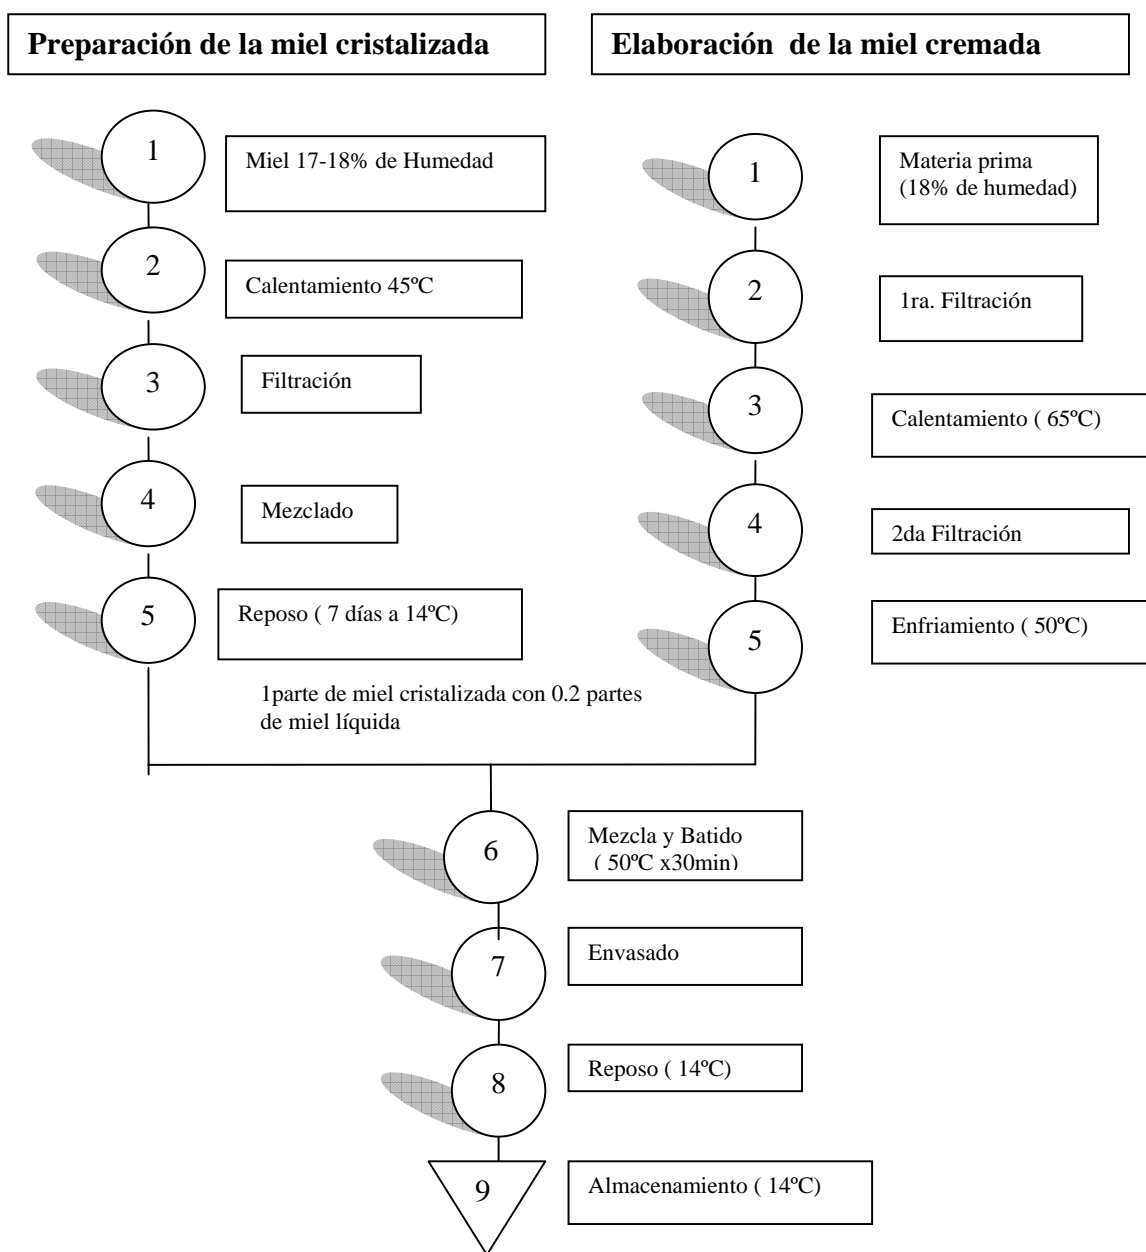 Preparación de la miel cristalizada
1
Miel 17-18% de Humedad
2
Calentamiento 45ºC
3
Filtración
4
Mezclado
5
Reposo ( 7 días a 14ºC)
Elaboración  de la miel cremada
1
Materia prima
(18% de humedad)
2
1ra. Filtración
3
Calentamiento ( 65ºC)
4
2da Filtración
5
Enfriamiento ( 50ºC)
1parte de miel cristalizada con 0.2 partes
de miel líquida
6
Mezcla y Batido
( 50ºC x30min)
7
Envasado
8
Reposo ( 14ºC)
9
Almacenamiento ( 14ºC)